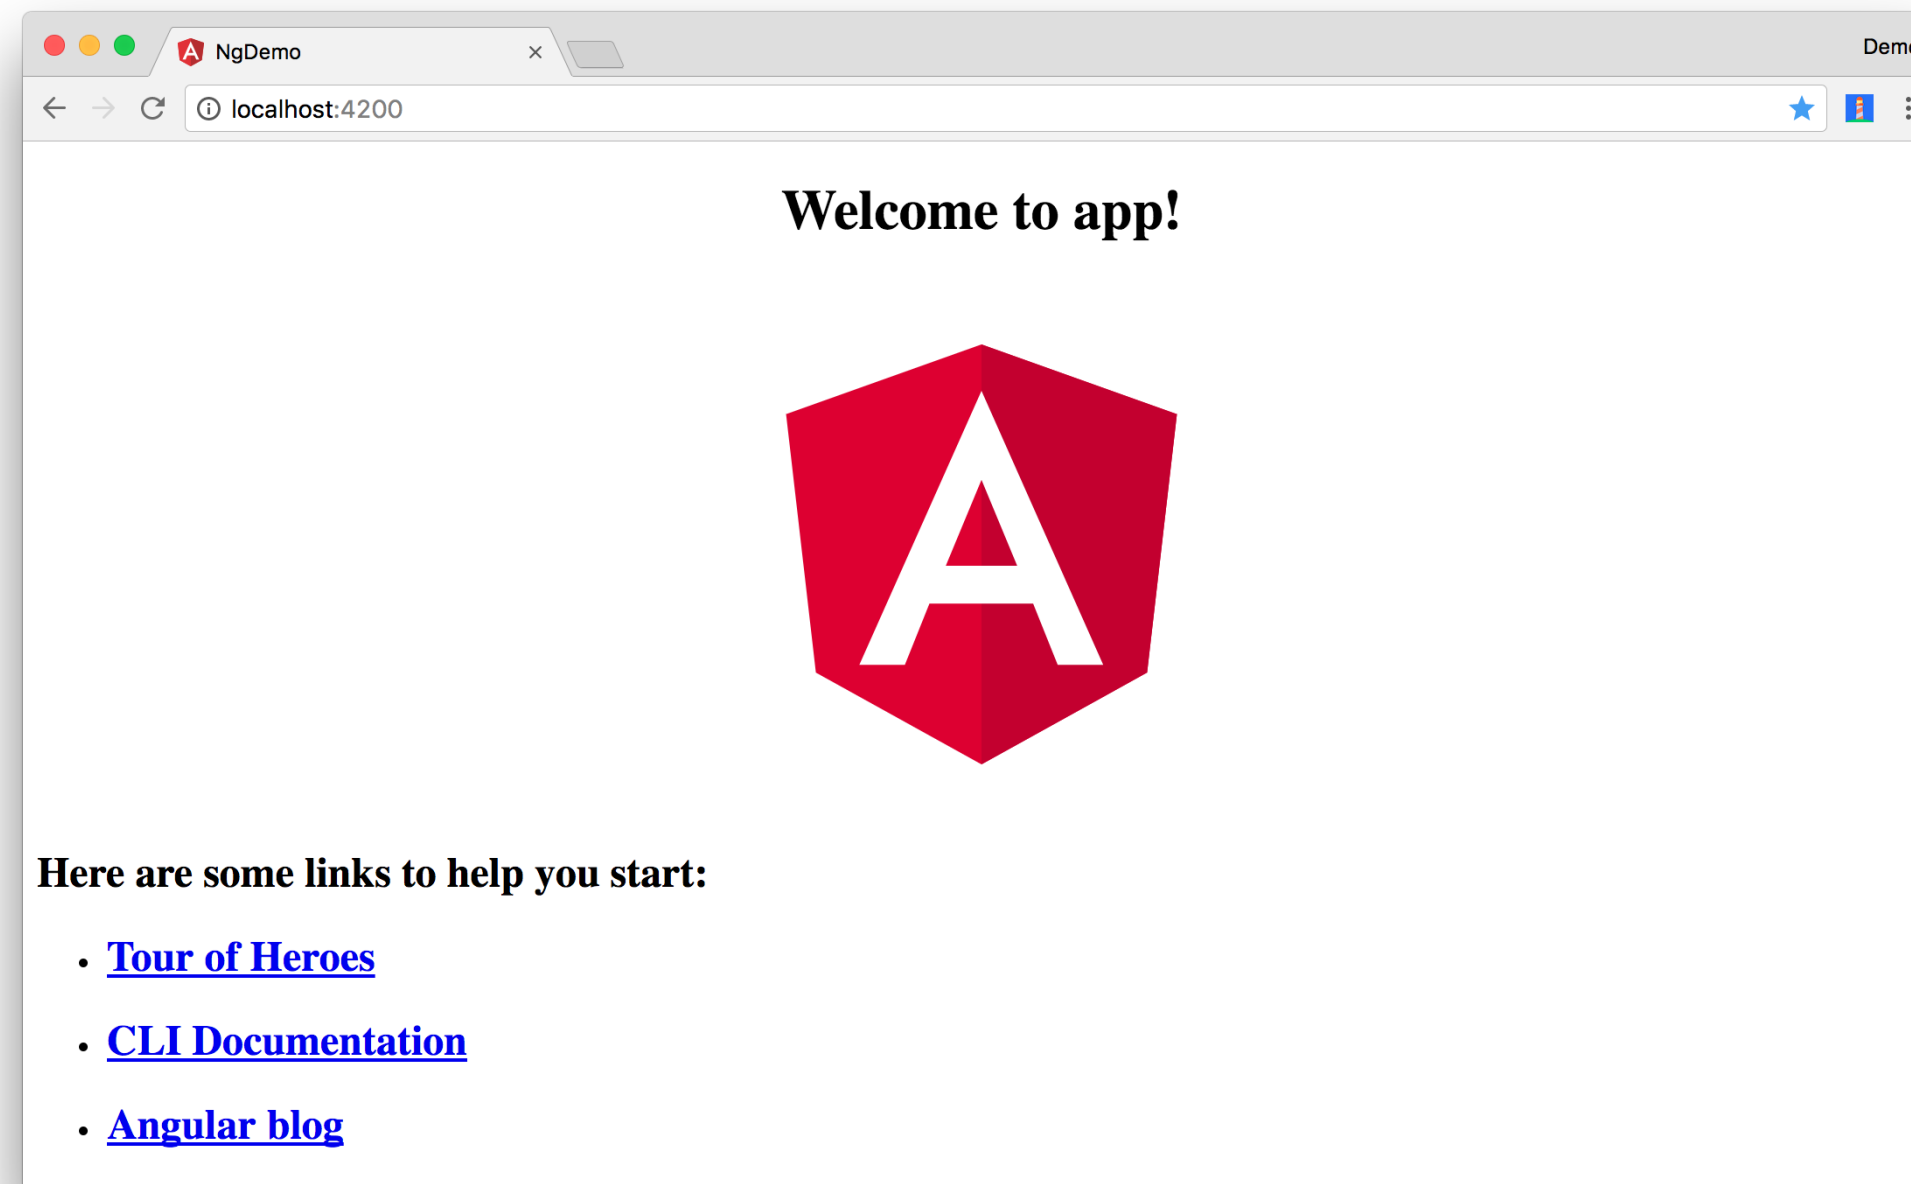 NgDemo
localhost:4200
Welcome to app!
A
Here are some links to help you start:
Tour of Heroes
CLI Documentation
Angular blog